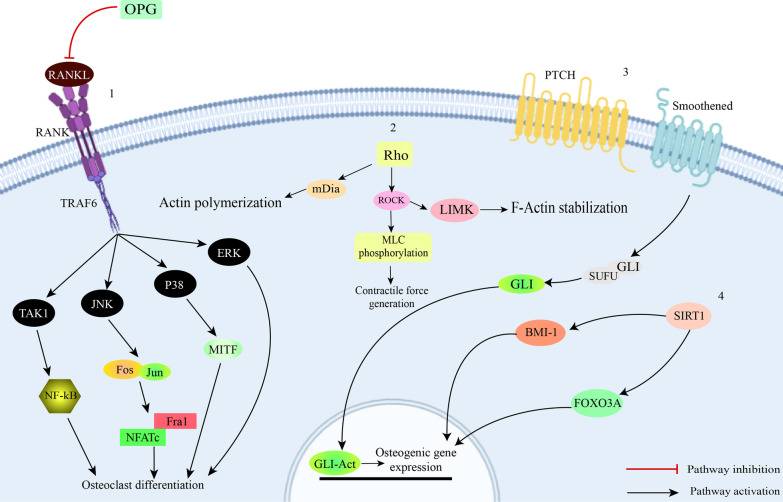 OPG
RANKL
1
RANK
TRAF6
TAK1
JNK
P38
ERK
NF-kB
Fos
Jun
MITF
Fra1
NFATc
Osteoclast differentiation
2
Rho
mDia
Actin polymerization
ROCK
LIMK
F-Actin stabilization
MLC
phosphorylation
Contractile force
generation
3
PTCH
Smoothened
GLI
SUFU
GLI
4
SIRT1
BMI-1
FOXO3A
GLI-Act
Osteogenic gene
expression
Pathway inhibition
Pathway activation